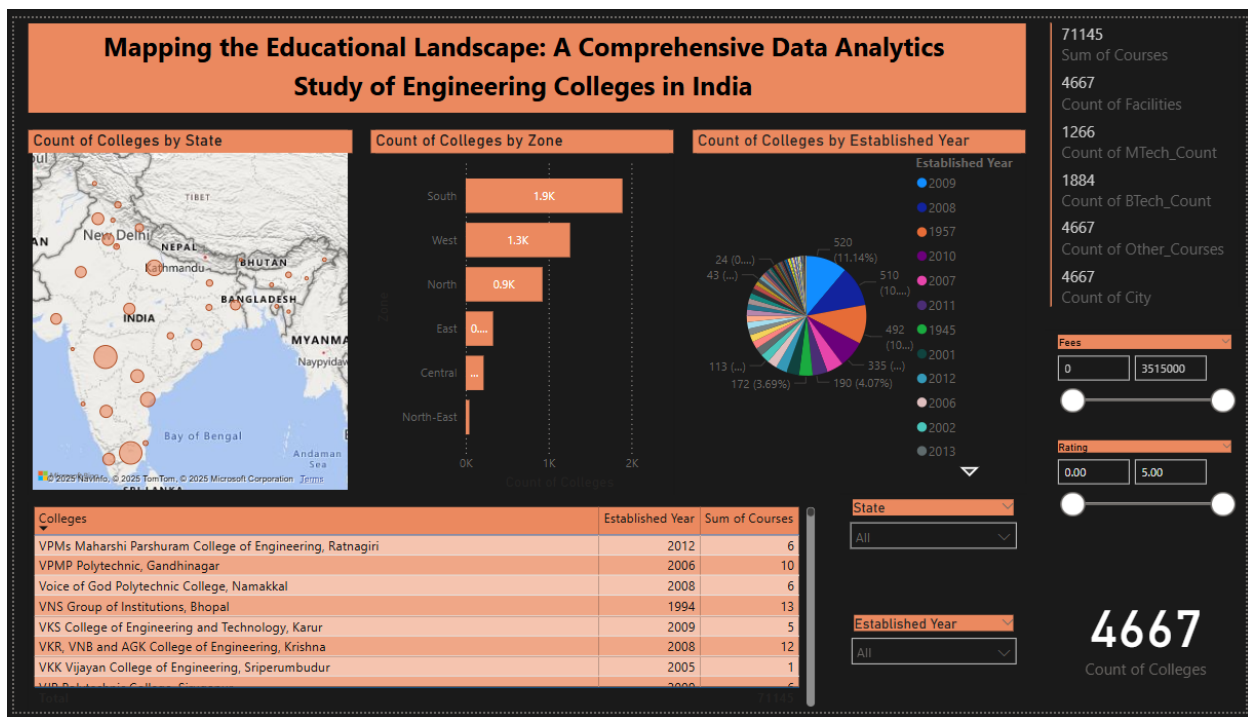 Mapping the Educational Landscape: A Comprehensive Data Analytics
Study of Engineering Colleges in India
71145
Sum of Courses
4667
Count of Facilities
1266
Count of MTech_Count
1884
Count of BTech_Count
4667
Count of Other_Courses
4667
Count of City
Count of Colleges by State
TIBET
New Delhi
NEPAL
Kathmandu
BHUTAN
BANGLADESH
INDIA
MYANMA
Naypyidaw
Bay of Bengal
Andaman
Sea
SRI LANKA
© 2025 NavInfo, © 2025 TomTom, © 2025 Microsoft Corporation Terms
Count of Colleges by Zone
Zone
South
1.9K
West
1.3K
North
0.9K
East
0....
Central
...
North-East
0K 1K 2K
Count of Colleges
Count of Colleges by Established Year
Established Year
2009
2008
1957
2010
2007
2011
1945
2001
2012
2006
2002
2013
520
(11.14%)
510
(10....)
492
(10...)
335 (...)
190 (4.07%)
172 (3.69%)
113 (...)
43 (...)
24 (0....)
Fees
0 3515000
Rating
0.00 5.00
Colleges Established Year Sum of Courses
VPMs Maharshi Parshuram College of Engineering, Ratnagiri 2012 6
VPMP Polytechnic, Gandhinagar 2006 10
Voice of God Polytechnic College, Namakkal 2008 6
VNS Group of Institutions, Bhopal 1994 13
VKS College of Engineering and Technology, Karur 2009 5
VKR, VNB and AGK College of Engineering, Krishna 2008 12
VKK Vijayan College of Engineering, Sriperumbudur 2005 1
Total 71145
State
All
Established Year
All
4667
Count of Colleges